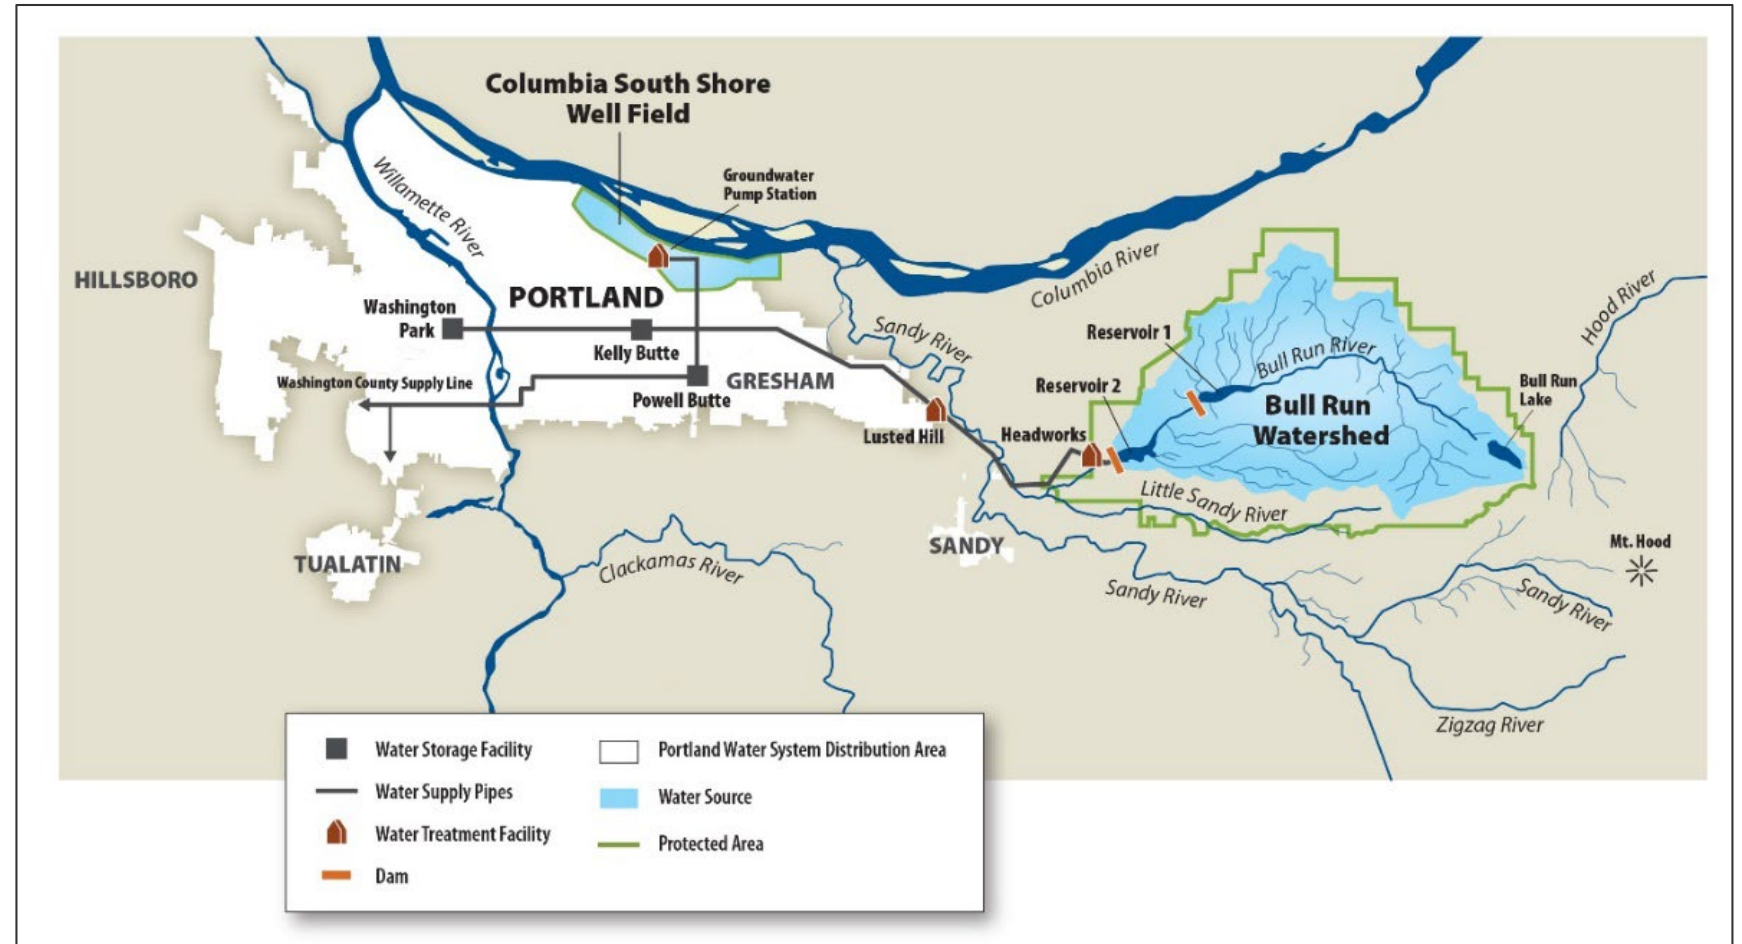 Columbia South Shore
Well Field
Groundwater
Pump Station
Willamette River
HILLSBORO
PORTLAND
Washington
Park
Kelly Butte
Washington County Supply Line
Powell Butte
GRESHAM
Lusted Hill
Sandy River
Columbia River
Hood River
Reservoir 1
Bull Run River
Reservoir 2
Bull Run
Lake
Bull Run
Watershed
Headworks
Little Sandy River
SANDY
TUALATIN
Clackamas River
Sandy River
Mt. Hood
Sandy River
Zigzag River
Water Storage Facility
Water Supply Pipes
Water Treatment Facility
Dam
Portland Water System Distribution Area
Water Source
Protected Area